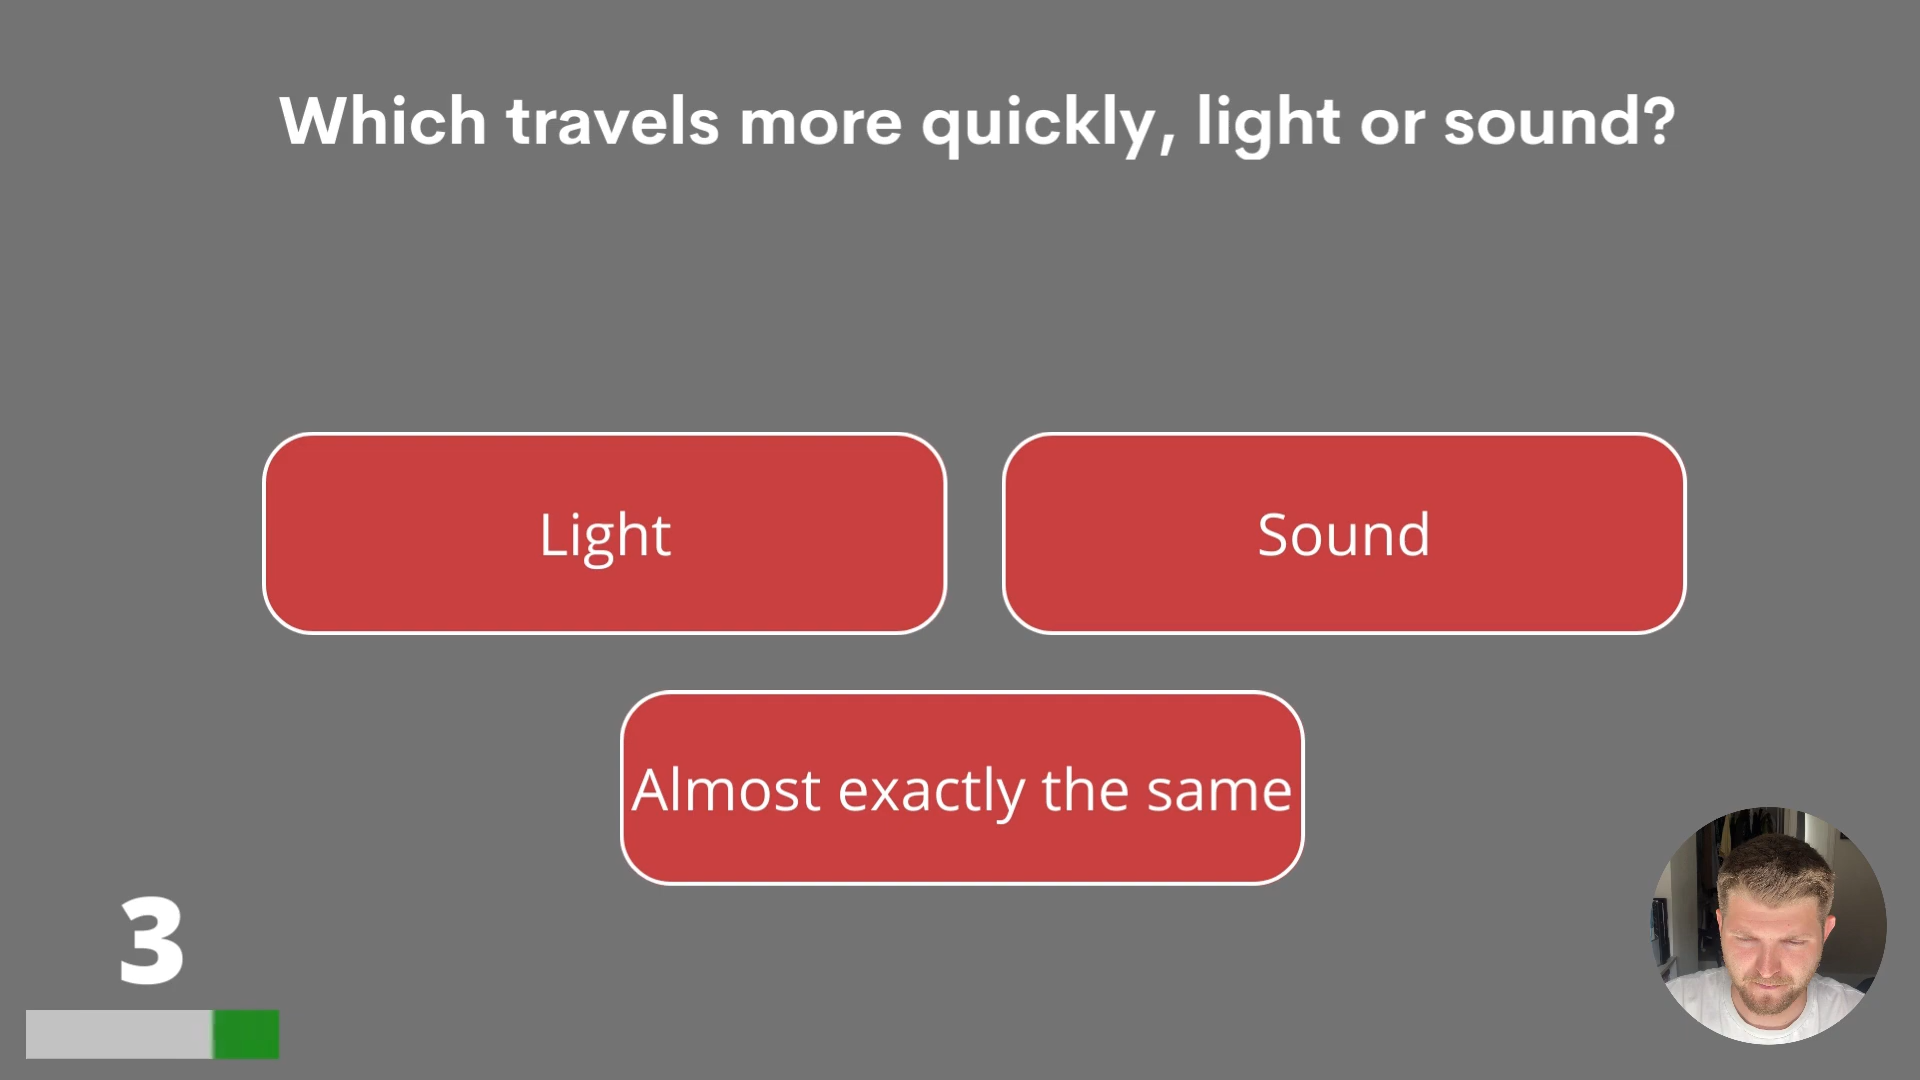 Which travels more quickly, light or sound?
Light
Sound
Almost exactly the same
3